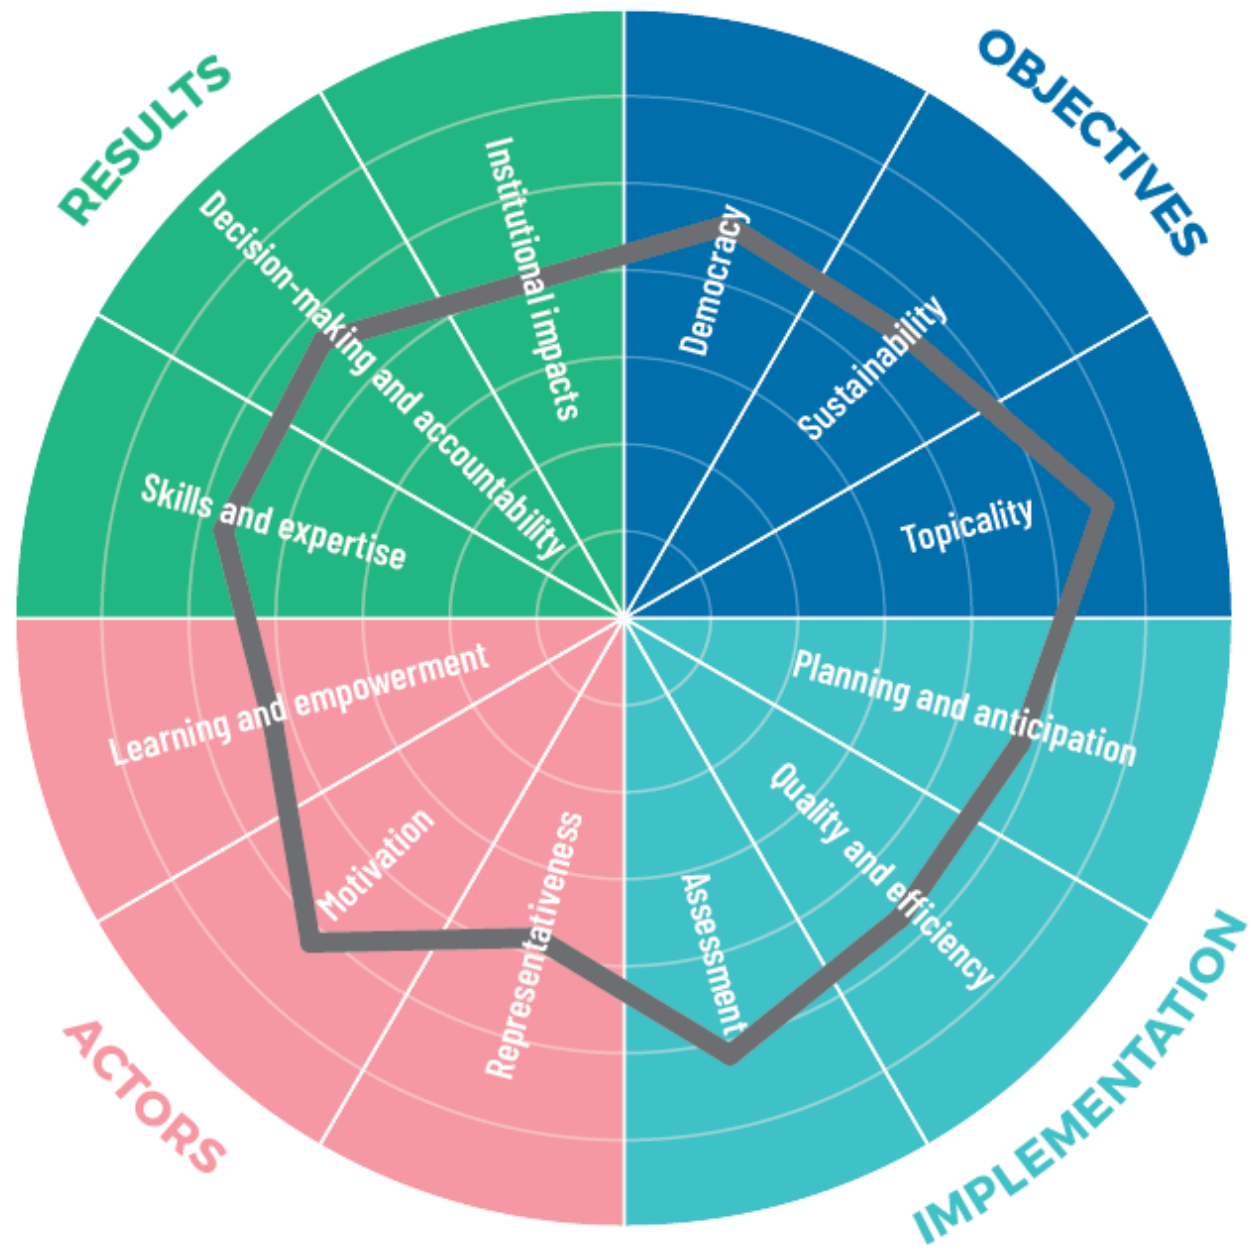 RESULTS
OBJECTIVES
Institutional impacts
Decision-making and accountability
Skills and expertise
Democracy
Sustainability
Topicality
Learning and empowerment
Motivation
Representativeness
Planning and anticipation
Quality and efficiency
Assessment
ACTORS
IMPLEMENTATION